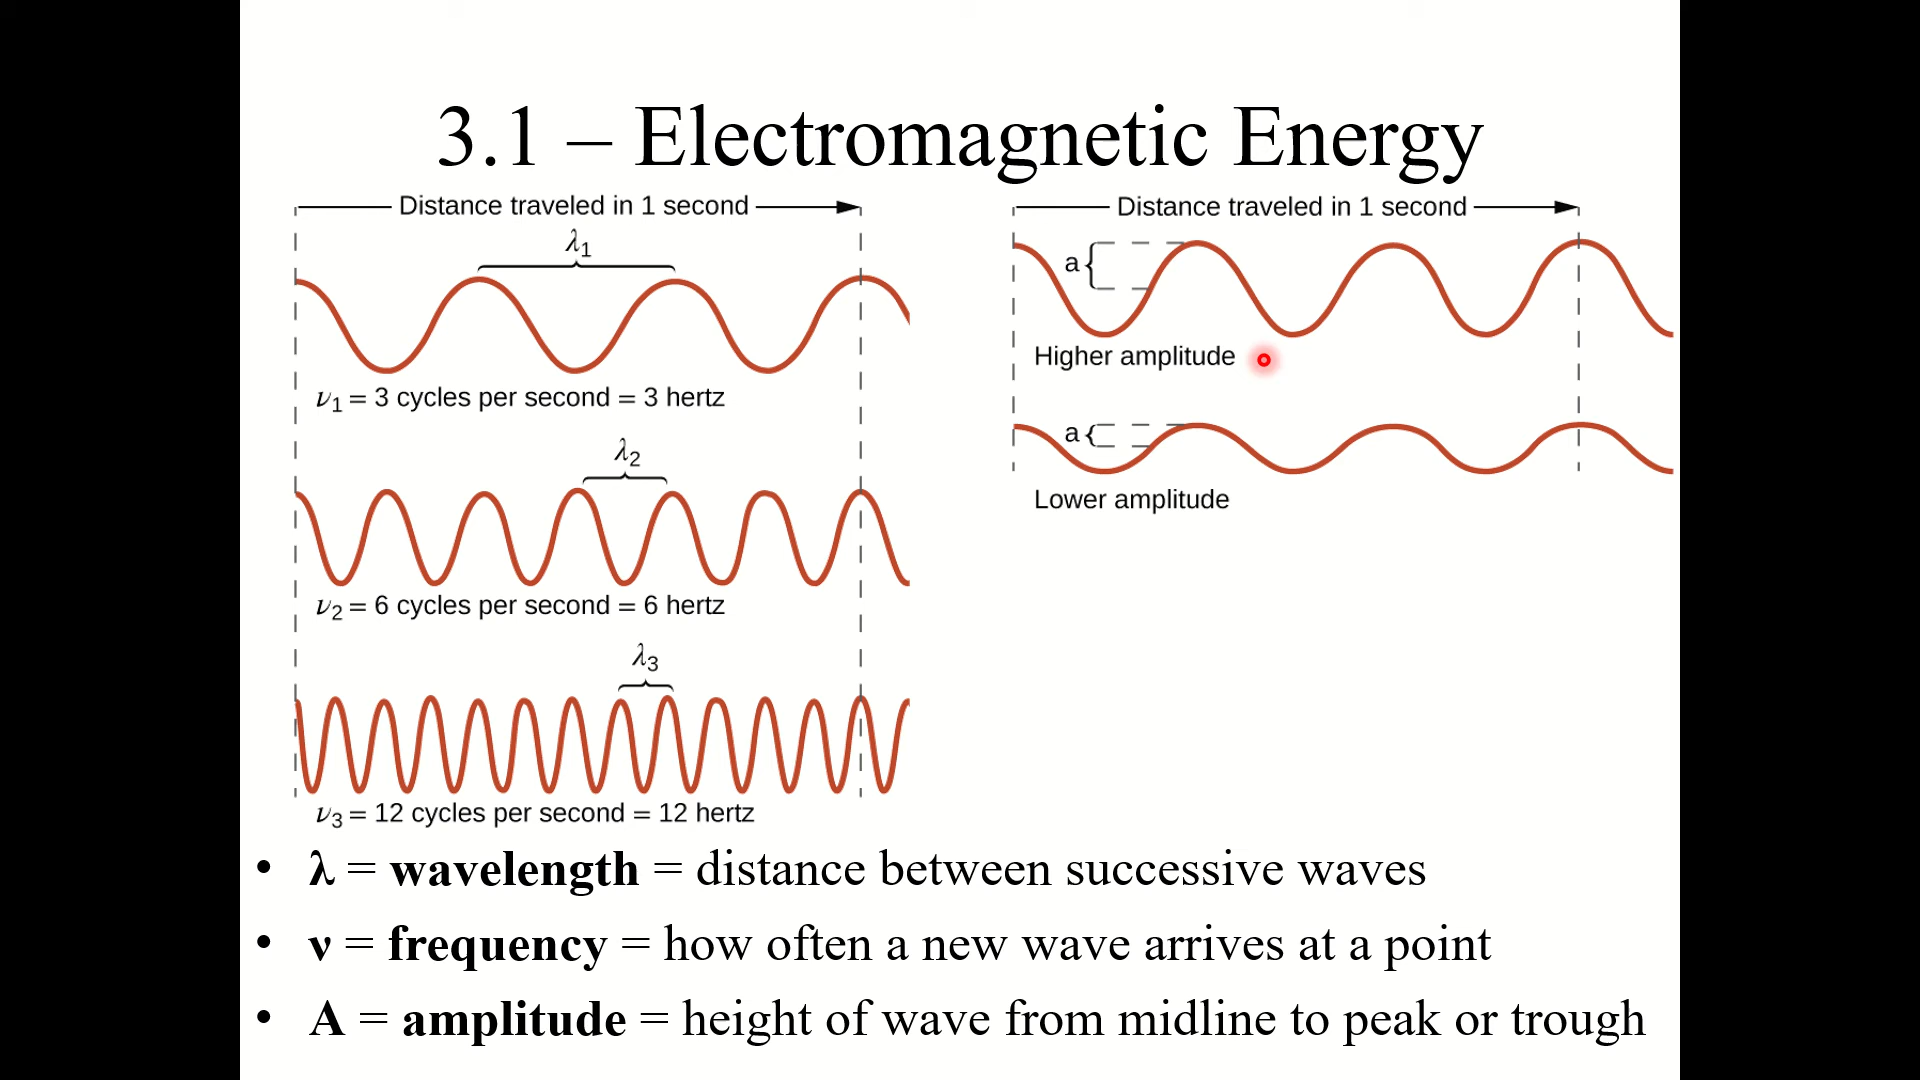 3.1 – Electromagnetic Energy
Distance traveled in 1 second
λ1
ν1 = 3 cycles per second = 3 hertz
λ2
ν2 = 6 cycles per second = 6 hertz
λ3
ν3 = 12 cycles per second = 12 hertz
Distance traveled in 1 second
a
Higher amplitude
a
Lower amplitude
• λ = wavelength = distance between successive waves
• ν = frequency = how often a new wave arrives at a point
• A = amplitude = height of wave from midline to peak or trough